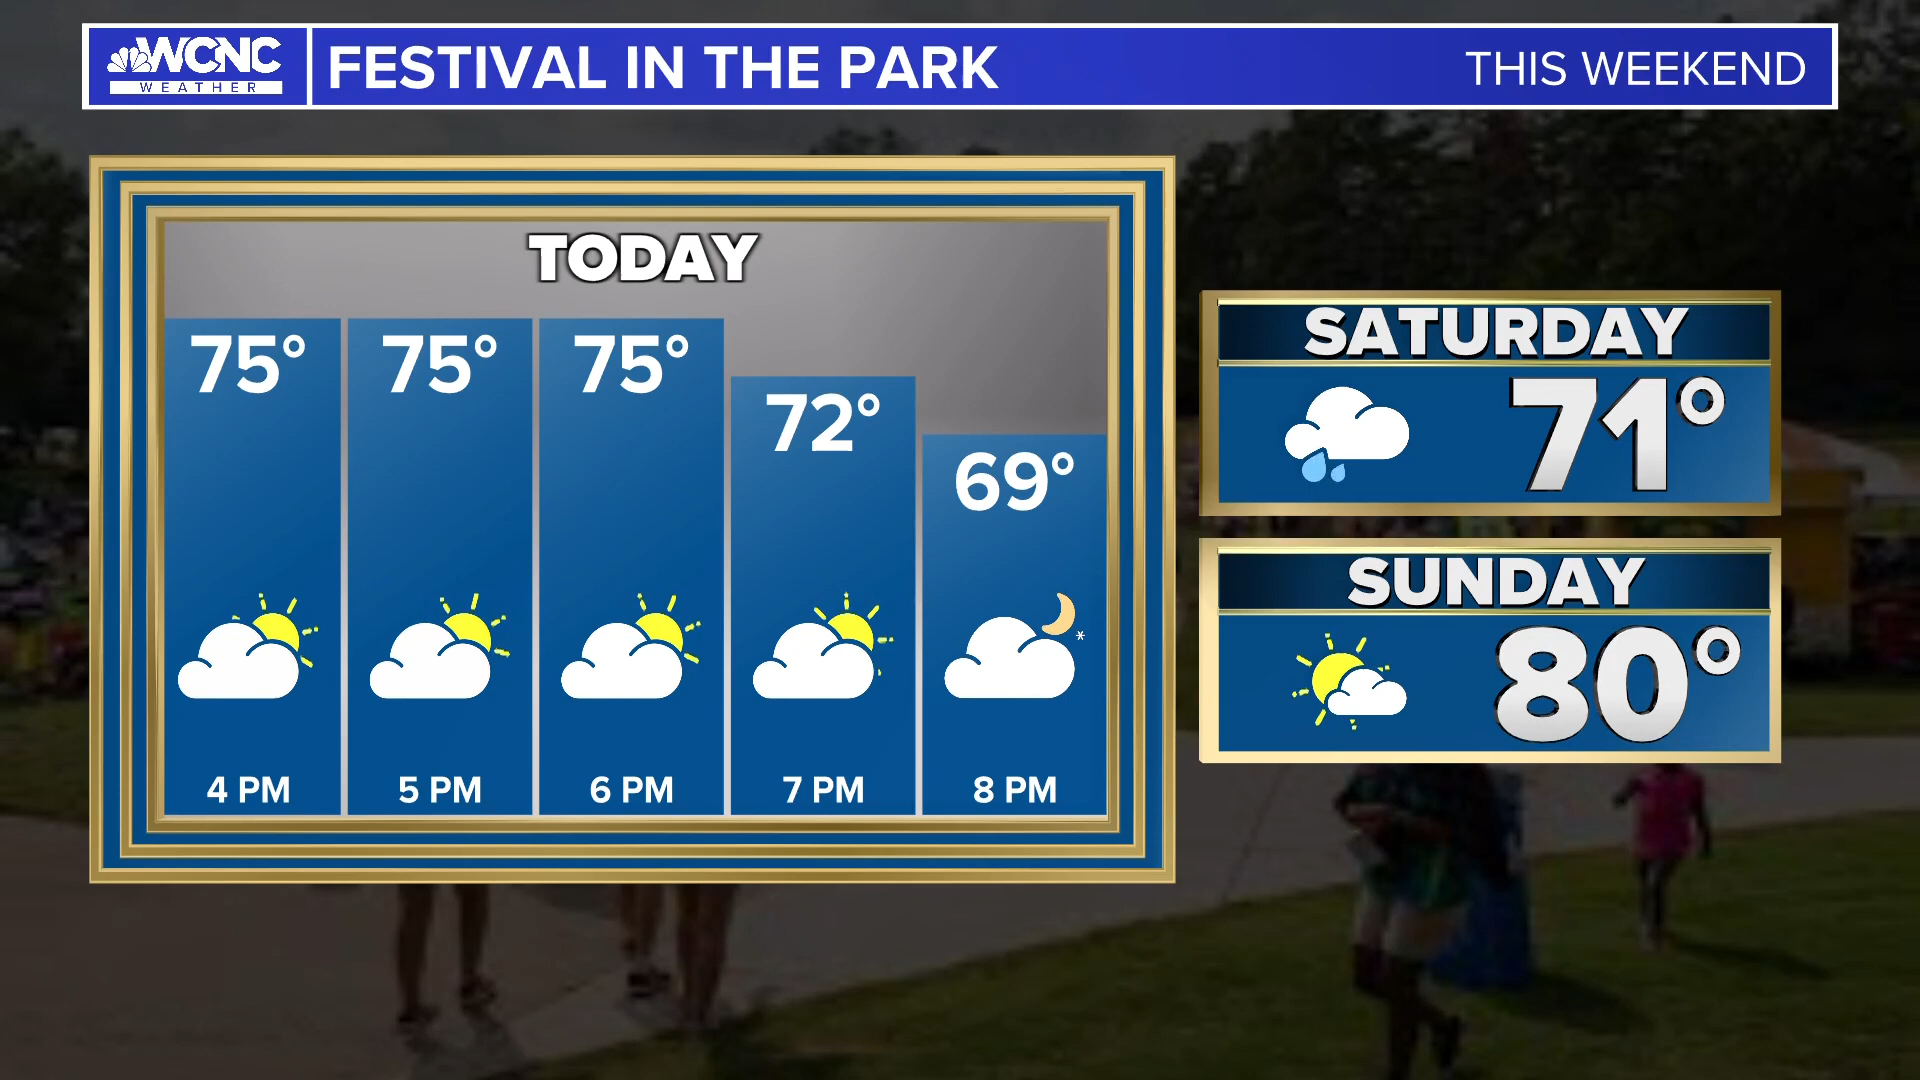 WCNC
WEATHER
FESTIVAL IN THE PARK
THIS WEEKEND
TODAY
75° 75° 75° 72° 69°
4 PM 5 PM 6 PM 7 PM 8 PM
SATURDAY
71°
SUNDAY
80°